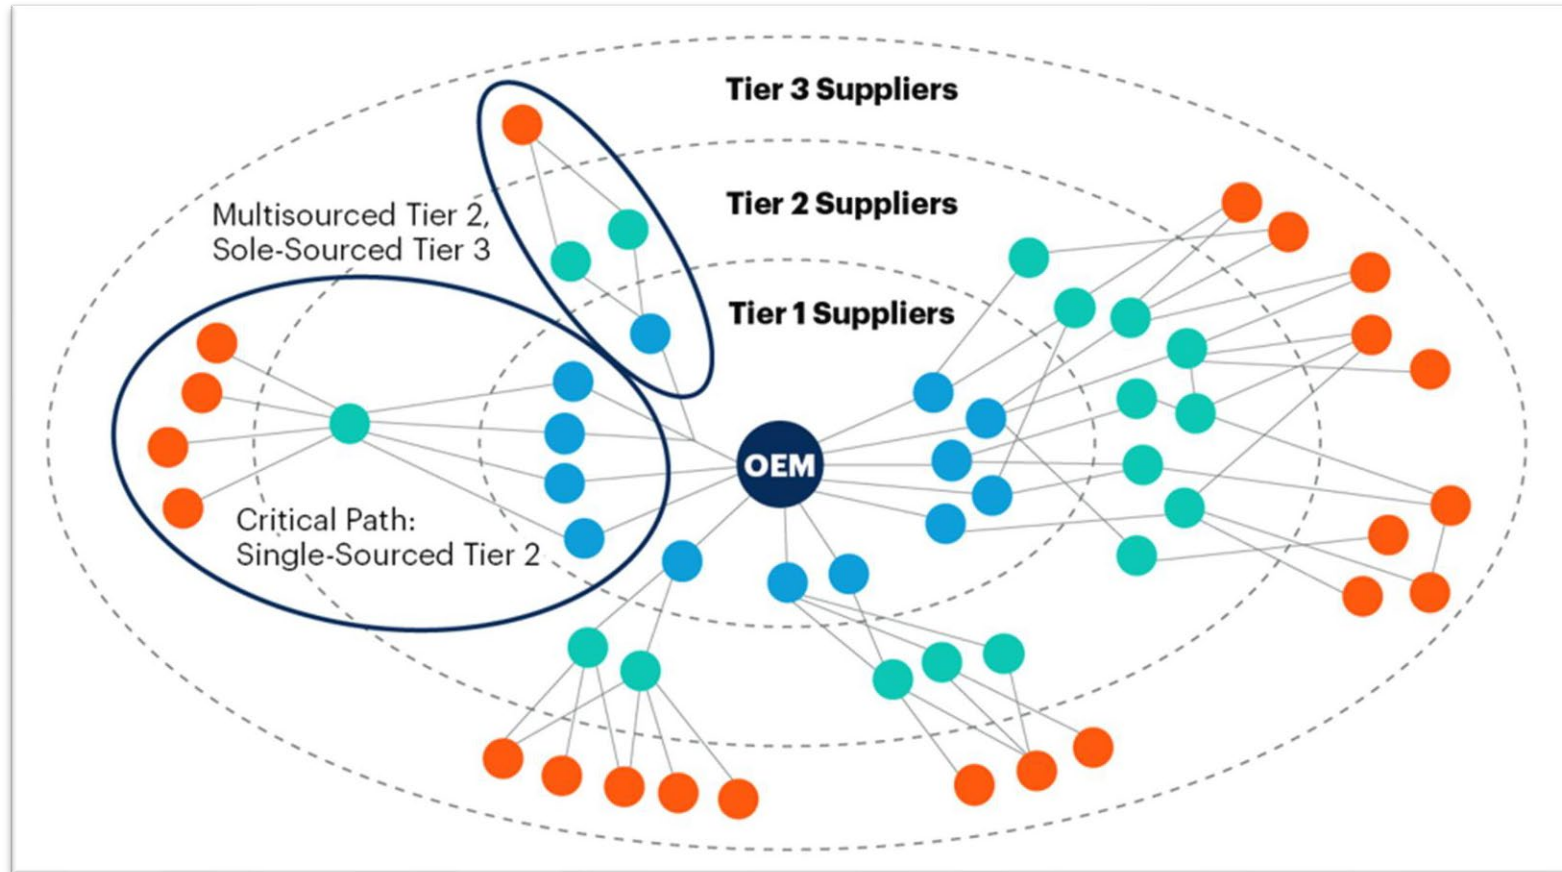 Tier 3 Suppliers
Multisourced Tier 2,
Sole-Sourced Tier 3
Tier 2 Suppliers
Tier 1 Suppliers
OEM
Critical Path:
Single-Sourced Tier 2